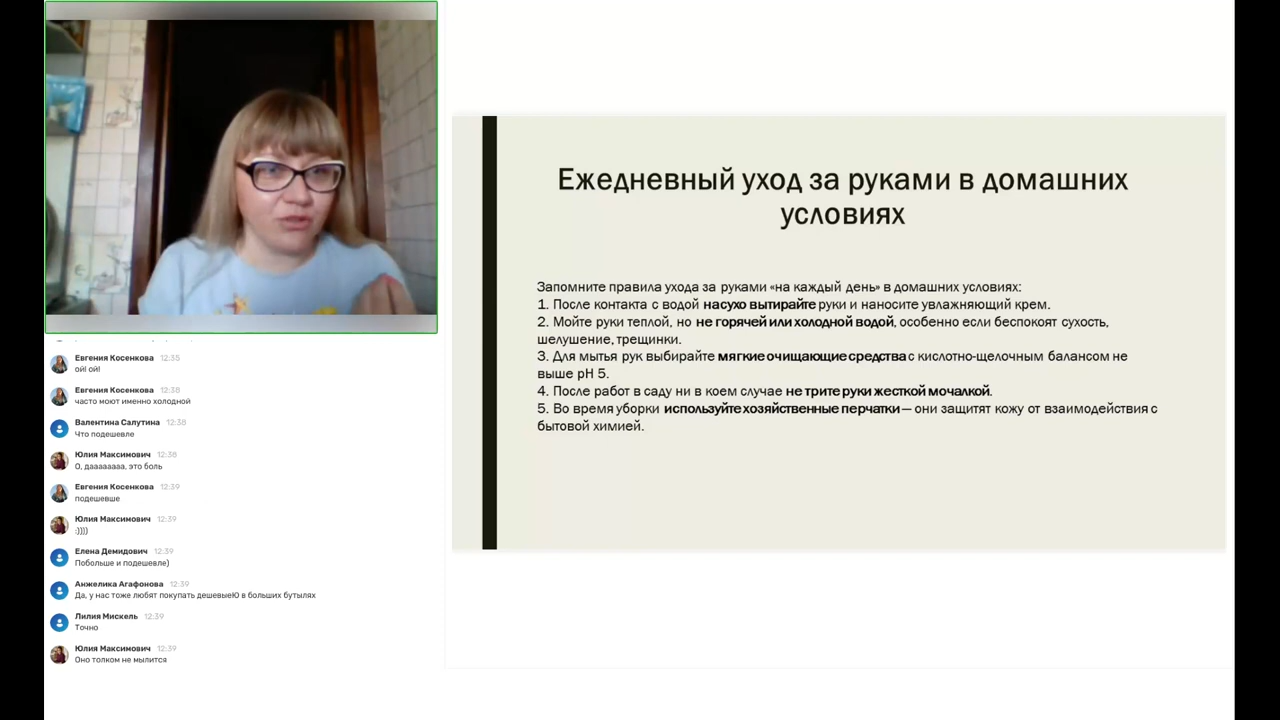 Евгения Косенкова 12:35
ой! ой!
Евгения Косенкова 12:38
часто моют именно холодной
Валентина Салутина 12:38
Что подешевле
Юлия Максимович 12:38
О, дааааааа, это боль
Евгения Косенкова 12:39
подешевше
Юлия Максимович 12:39
:))))
Елена Демидович 12:39
Побольше и подешевле)
Анжелика Агафонова 12:39
Да, у нас тоже любят покупать дешевыеЮ в больших бутылях
Лилия Мискель 12:39
Точно
Юлия Максимович 12:39
Оно толком не мылится
Ежедневный уход за руками в домашних
условиях
Запомните правила ухода за руками «на каждый день» в домашних условиях:
1. После контакта с водой насухо вытирайте руки и наносите увлажняющий крем.
2. Мойте руки теплой, но не горячей или холодной водой, особенно если беспокоят сухость,
шелушение, трещинки.
3. Для мытья рук выбирайте мягкие очищающие средства с кислотно-щелочным балансом не
выше pH 5.
4. После работ в саду ни в коем случае не трите руки жесткой мочалкой.
5. Во время уборки используйте хозяйственные перчатки — они защитят кожу от взаимодействия с
бытовой химией.